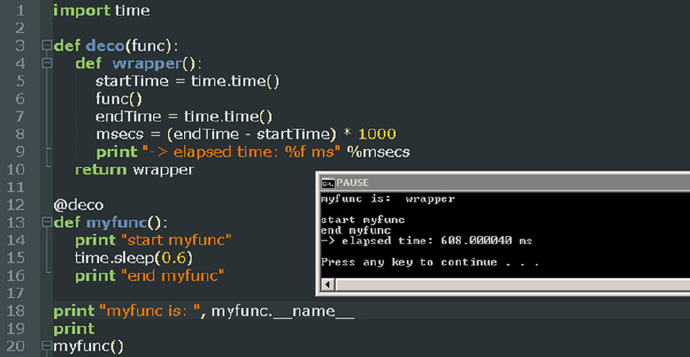 1 import time
2
3 def deco(func):
4 def wrapper():
5 startTime = time.time()
6 func()
7 endTime = time.time()
8 msecs = (endTime - startTime) * 1000
9 print "-> elapsed time: %f ms" %msecs
10 return wrapper
11
12 @deco
13 def myfunc():
14 print "start myfunc"
15 time.sleep(0.6)
16 print "end myfunc"
17
18 print "myfunc is: ", myfunc.__name__
19 print
20 myfunc()
PAUSE
myfunc is:  wrapper
start myfunc
end myfunc
-> elapsed time: 608.000040 ms
Press any key to continue . . .